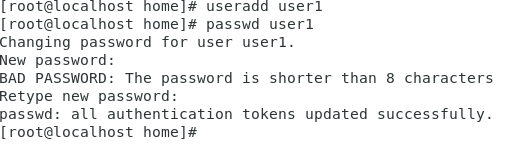 [root@localhost home]# useradd user1
[root@localhost home]# passwd user1
Changing password for user user1.
New password:
BAD PASSWORD: The password is shorter than 8 characters
Retype new password:
passwd: all authentication tokens updated successfully.
[root@localhost home]#